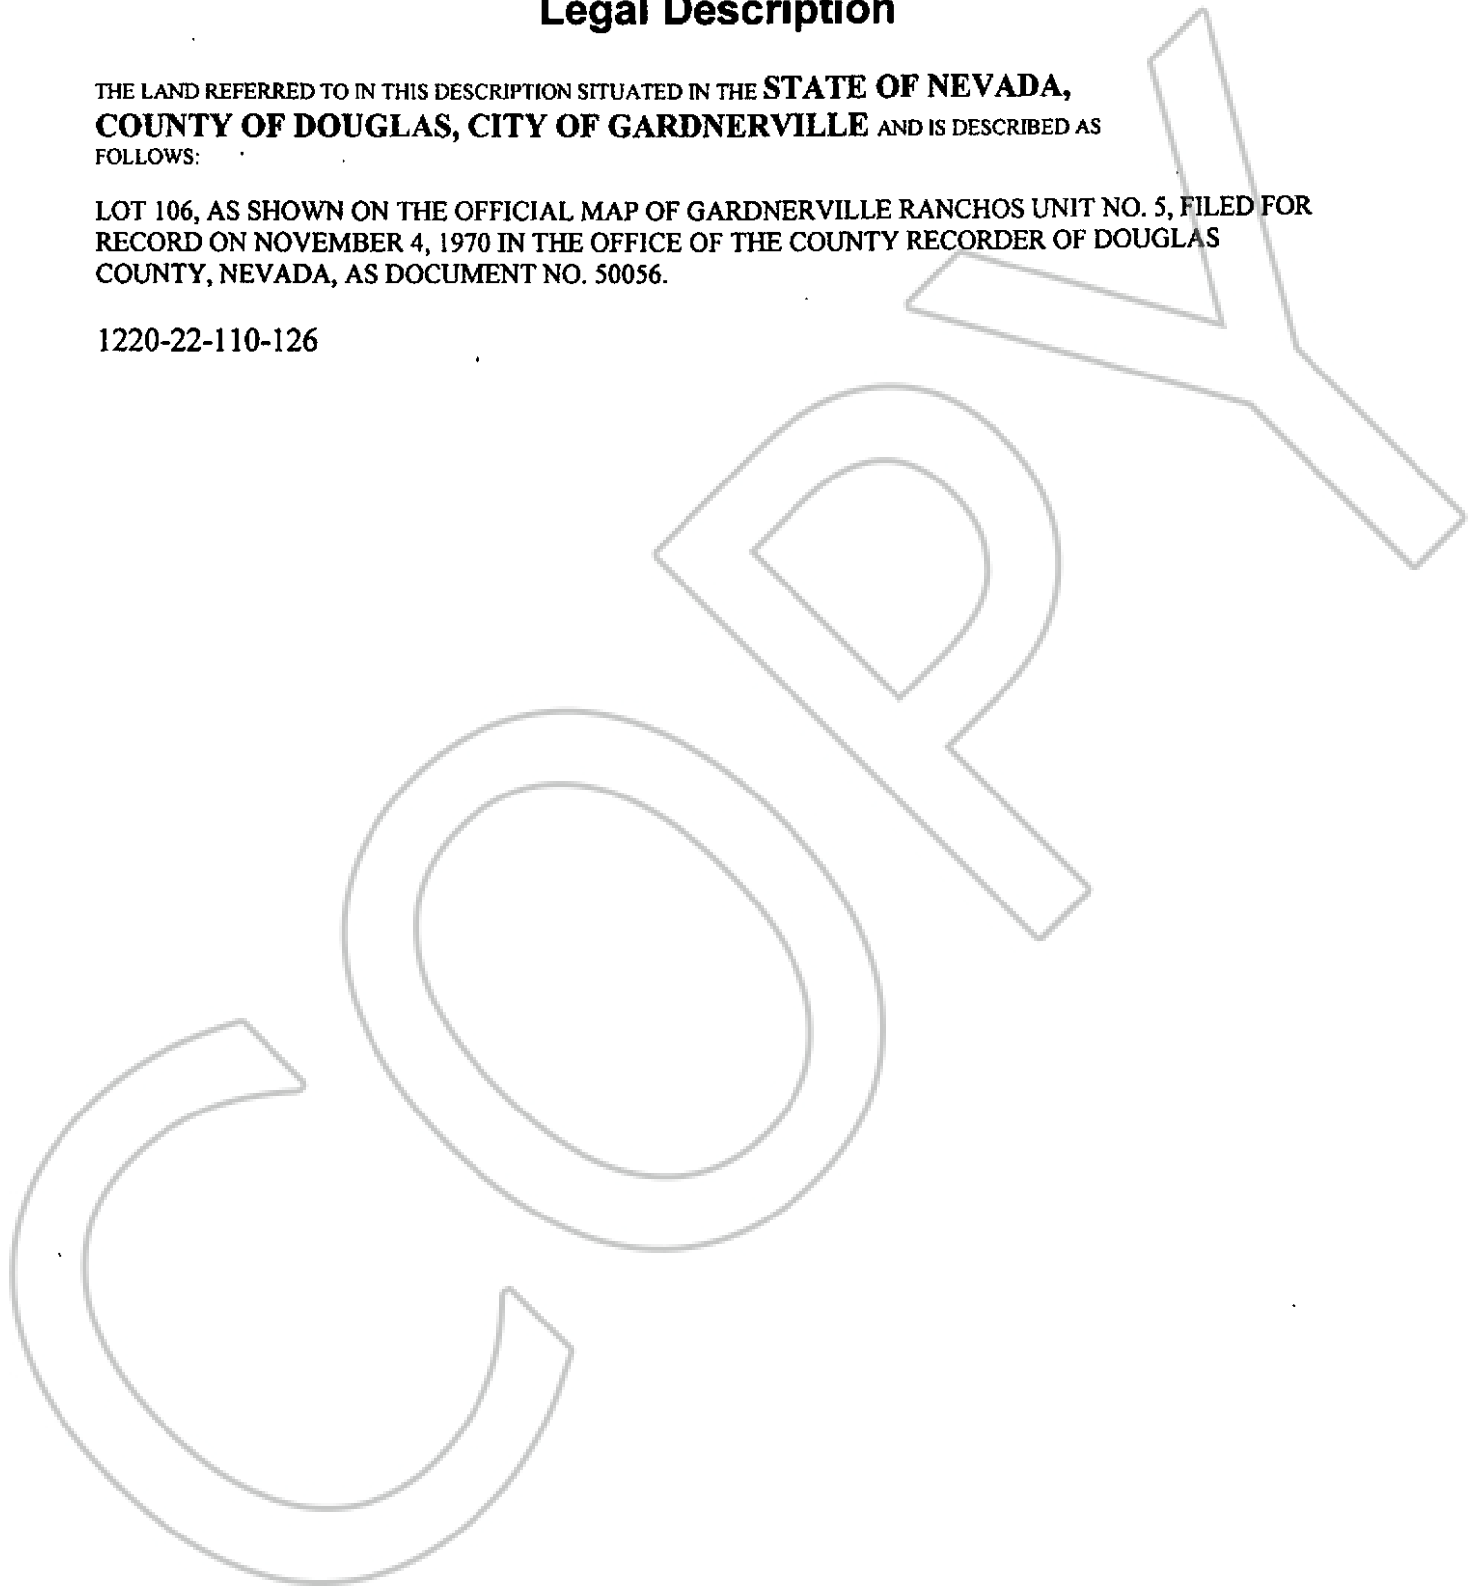 Legal Description
THE LAND REFERRED TO IN THIS DESCRIPTION SITUATED IN THE STATE OF NEVADA,
COUNTY OF DOUGLAS, CITY OF GARDNERVILLE AND IS DESCRIBED AS
FOLLOWS:
LOT 106, AS SHOWN ON THE OFFICIAL MAP OF GARDNERVILLE RANCHOS UNIT NO. 5, FILED FOR
RECORD ON NOVEMBER 4, 1970 IN THE OFFICE OF THE COUNTY RECORDER OF DOUGLAS
COUNTY, NEVADA, AS DOCUMENT NO. 50056.
1220-22-110-126
COPY